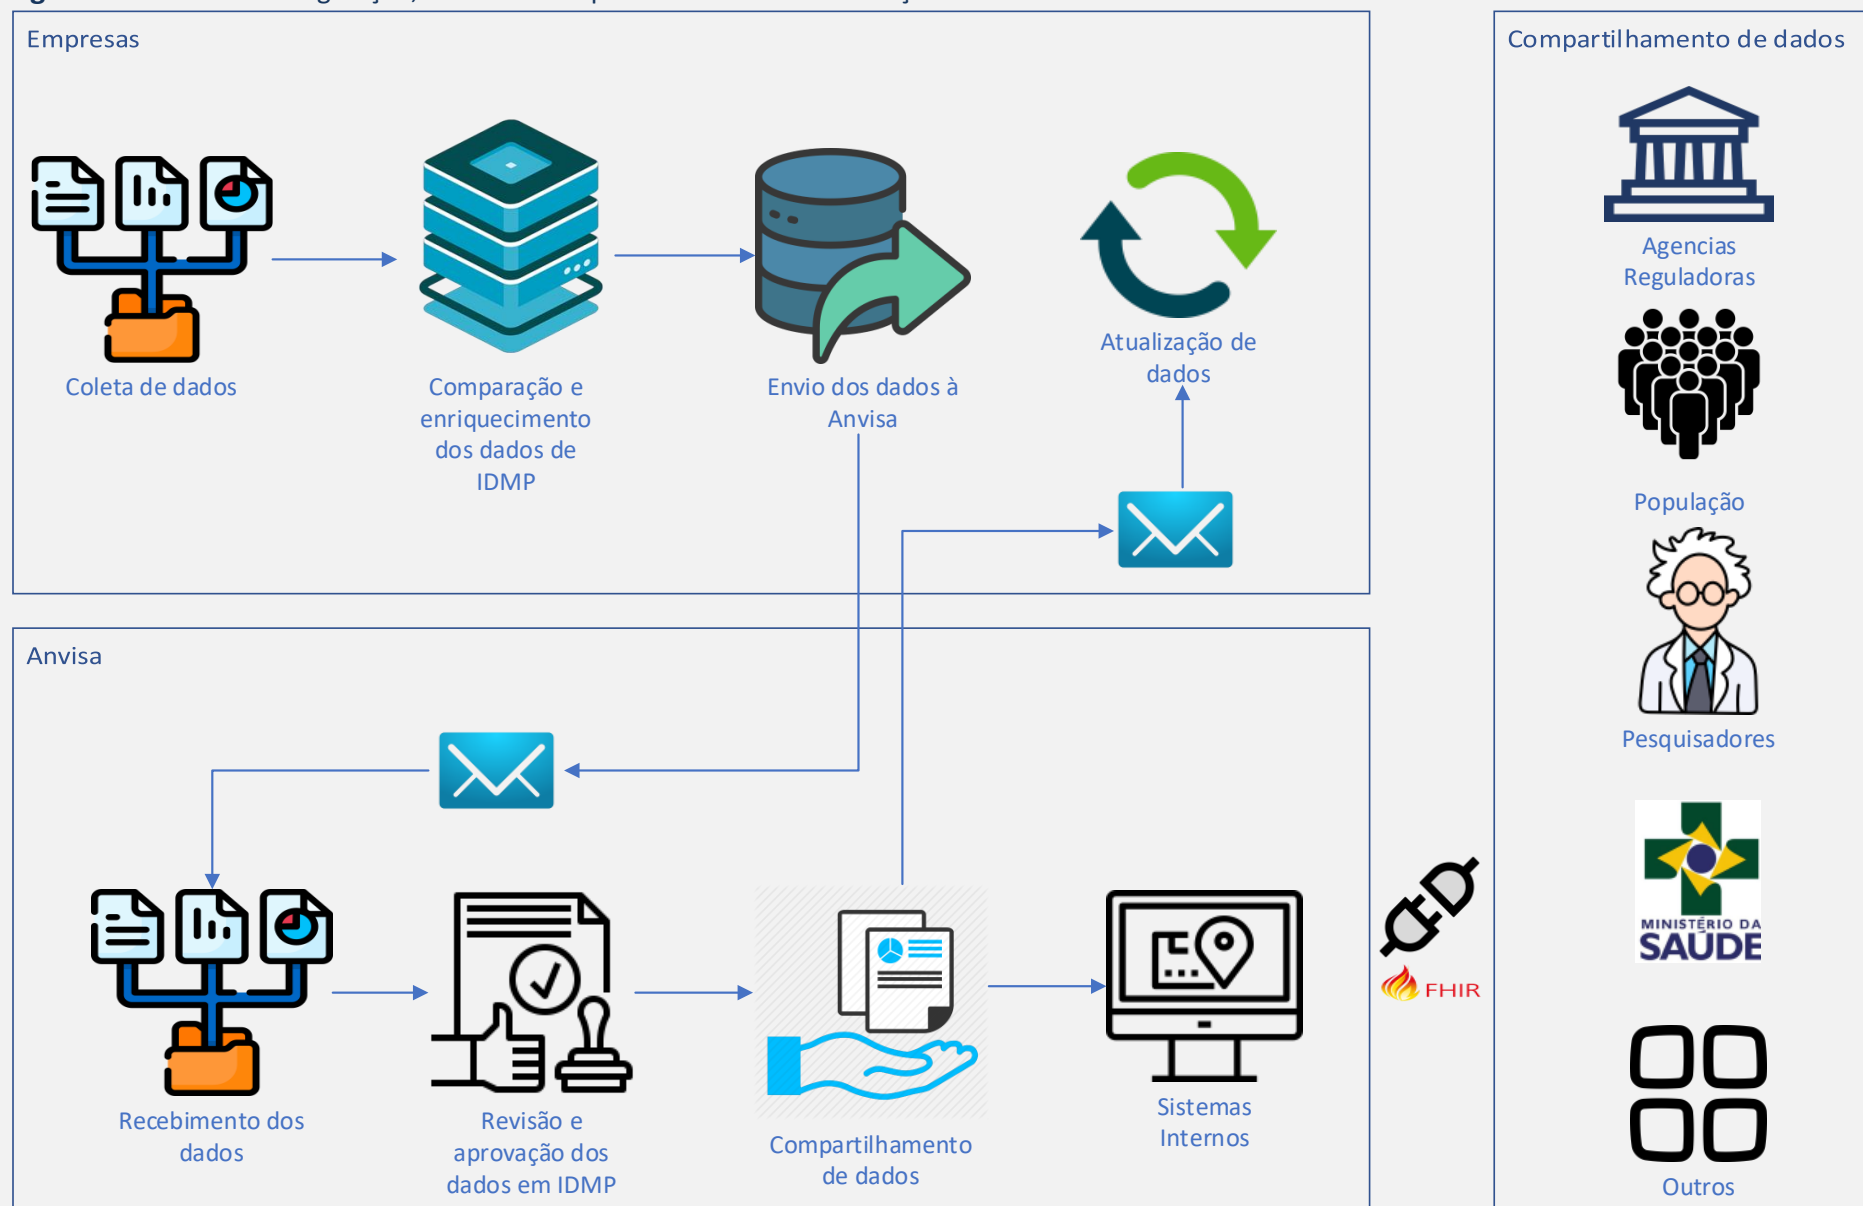 Empresas
Coleta de dados
Comparação e
enriquecimento
dos dados de
IDMP
Envio dos dados à
Anvisa
Atualização de
dados
Anvisa
Recebimento dos
dados
Revisão e
aprovação dos
dados em IDMP
Compartilhamento
de dados
Sistemas
Internos
FHIR
Compartilhamento de dados
Agencias
Reguladoras
População
Pesquisadores
MINISTÉRIO DA
SAÚDE
Outros